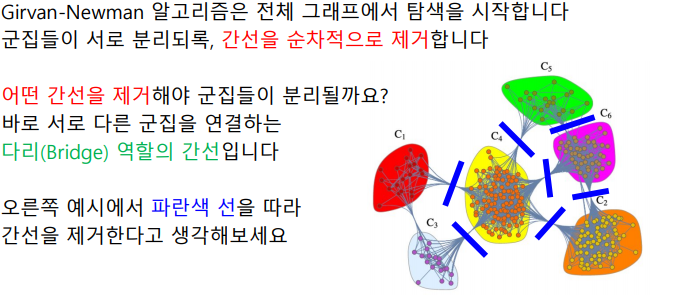 Girvan-Newman 알고리즘은 전체 그래프에서 탐색을 시작합니다
군집들이 서로 분리되록, 간선을 순차적으로 제거합니다
어떤 간선을 제거해야 군집들이 분리될까요?
바로 서로 다른 군집을 연결하는
다리(Bridge) 역할의 간선입니다
오른쪽 예시에서 파란색 선을 따라
간선을 제거한다고 생각해보세요
C5
C6
C1
C4
C2
C3